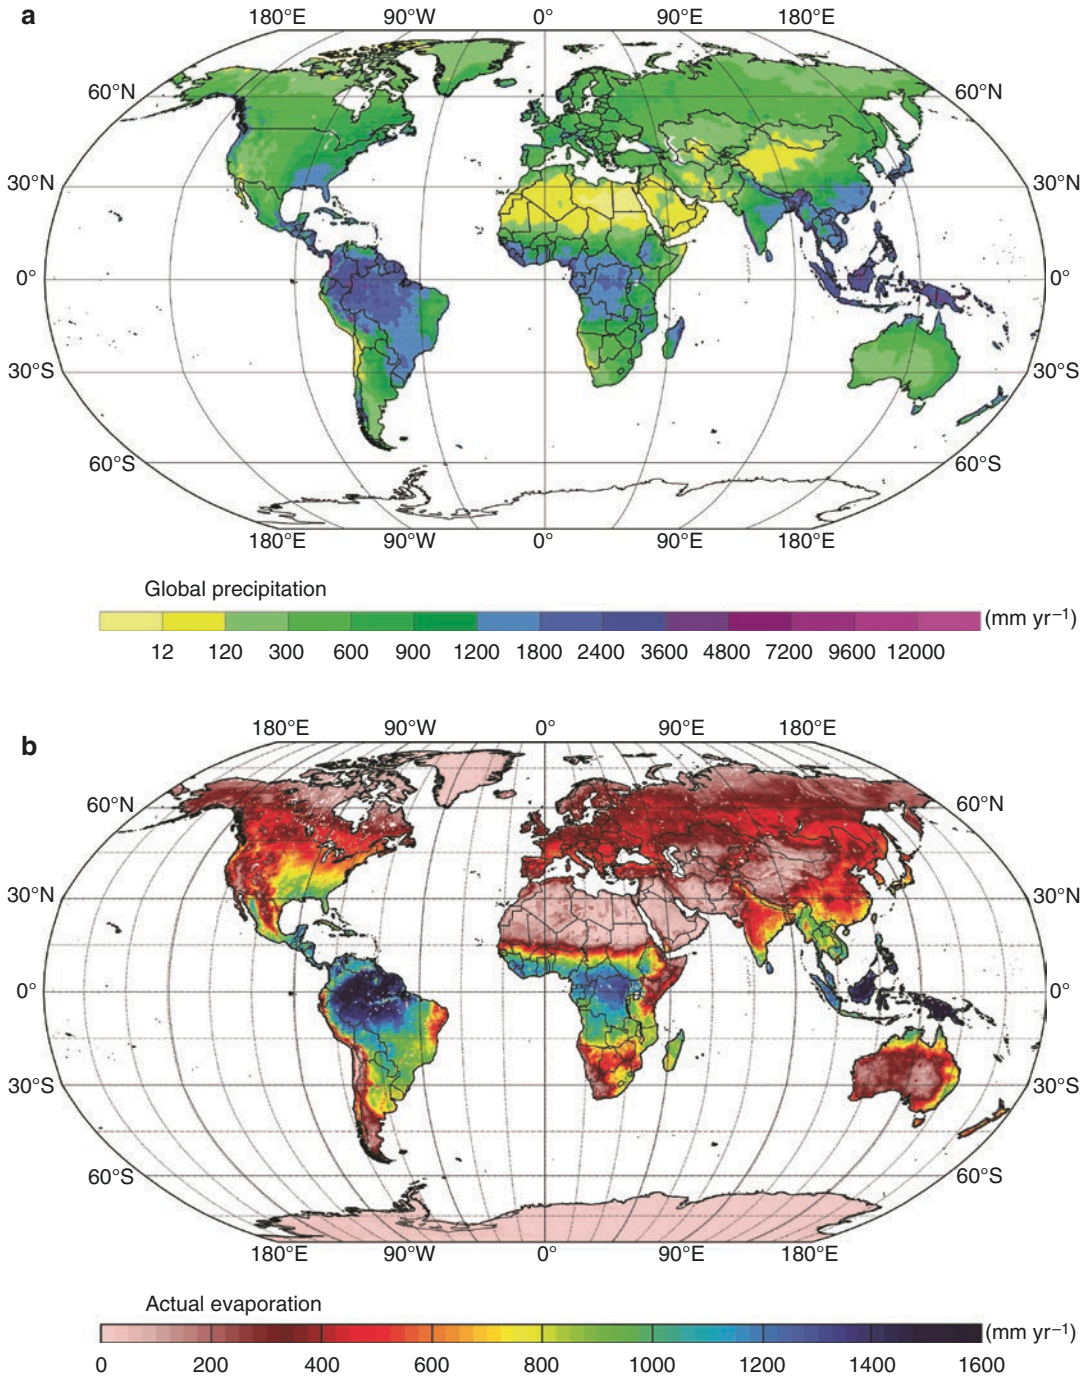 a
180°E 90°W 0° 90°E 180°E
60°N 60°N
30°N 30°N
0° 0°
30°S 30°S
60°S 60°S
180°E 90°W 0° 90°E 180°E
Global precipitation
(mm yr⁻¹)
12 120 300 600 900 1200 1800 2400 3600 4800 7200 9600 12000
b
180°E 90°W 0° 90°E 180°E
60°N 60°N
30°N 30°N
0° 0°
30°S 30°S
60°S 60°S
180°E 90°W 0° 90°E 180°E
Actual evaporation
(mm yr⁻¹)
0 200 400 600 800 1000 1200 1400 1600